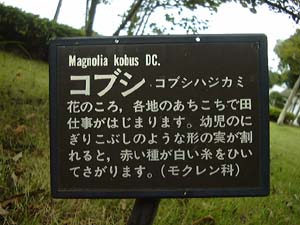 Magnolia kobus DC.
コブシ・コブシハジカミ
花のころ，各地のあちこちで田
仕事がはじまります。幼児のに
ぎりこぶしのような形の実が割
れると，赤い種が白い糸をひい
てさがります。（モクレン科）